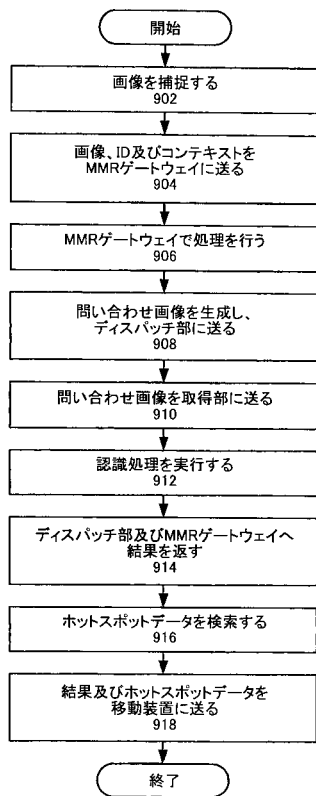 開始
画像を捕捉する
902
画像、ID及びコンテキストを
MMRゲートウェイに送る
904
MMRゲートウェイで処理を行う
906
問い合わせ画像を生成し、
ディスパッチ部に送る
908
問い合わせ画像を取得部に送る
910
認識処理を実行する
912
ディスパッチ部及びMMRゲートウェイへ
結果を返す
914
ホットスポットデータを検索する
916
結果及びホットスポットデータを
移動装置に送る
918
終了